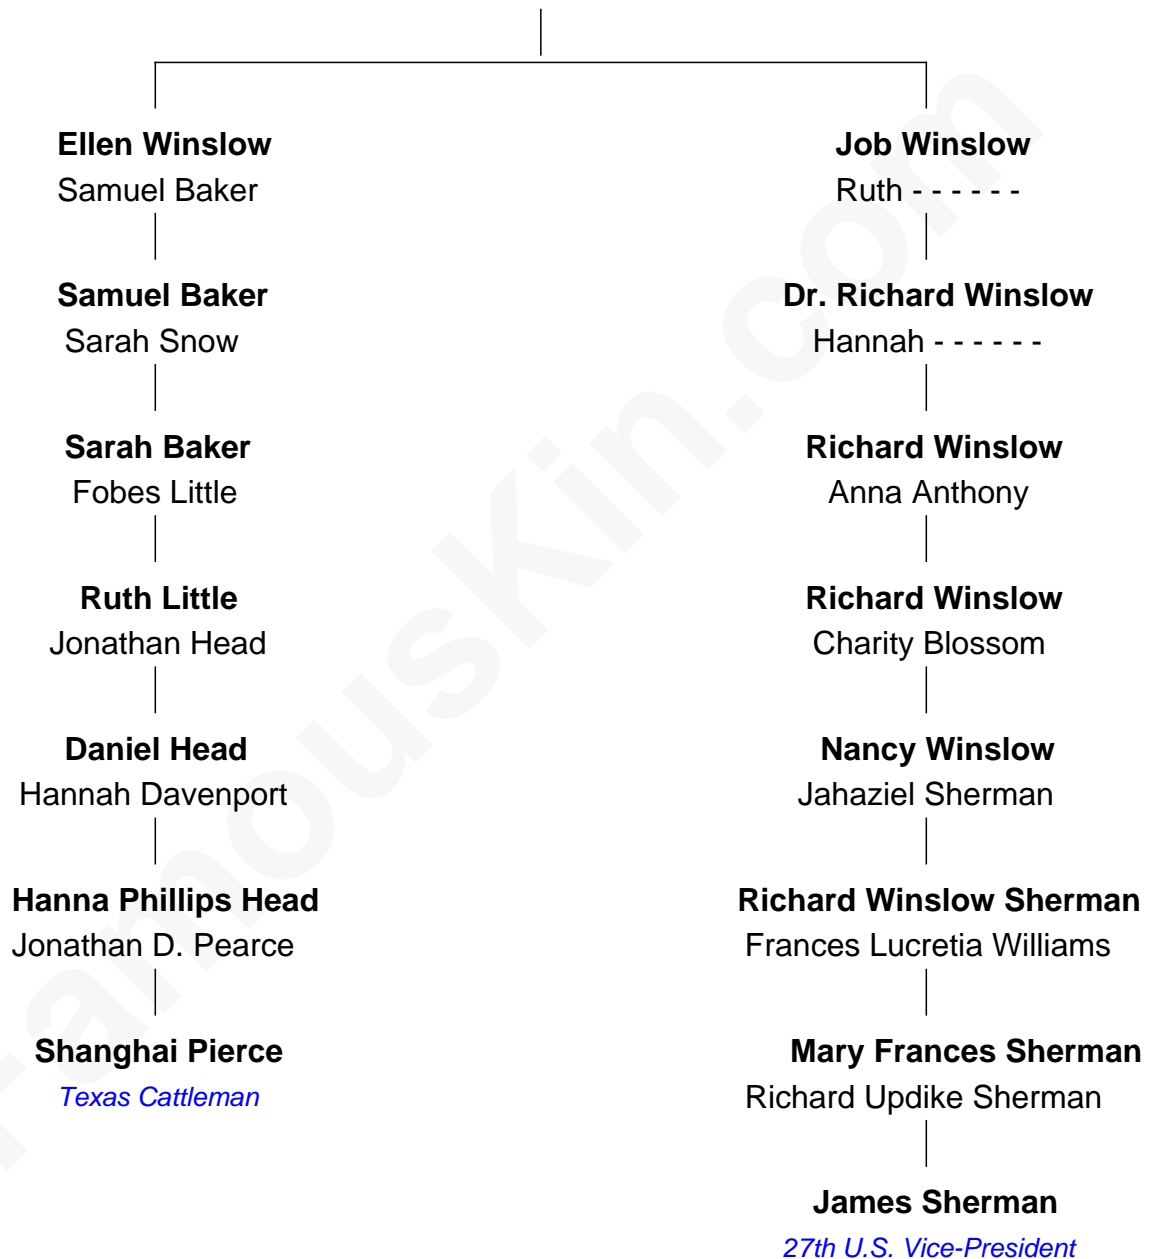 Ellen Winslow
Samuel Baker
Samuel Baker
Sarah Snow
Sarah Baker
Fobes Little
Ruth Little
Jonathan Head
Daniel Head
Hannah Davenport
Hanna Phillips Head
Jonathan D. Pearce
Shanghai Pierce
Texas Cattleman
Job Winslow
Ruth - - - - - -
Dr. Richard Winslow
Hannah - - - - - -
Richard Winslow
Anna Anthony
Richard Winslow
Charity Blossom
Nancy Winslow
Jahaziel Sherman
Richard Winslow Sherman
Frances Lucretia Williams
Mary Frances Sherman
Richard Updike Sherman
James Sherman
27th U.S. Vice-President
FamousKin.com